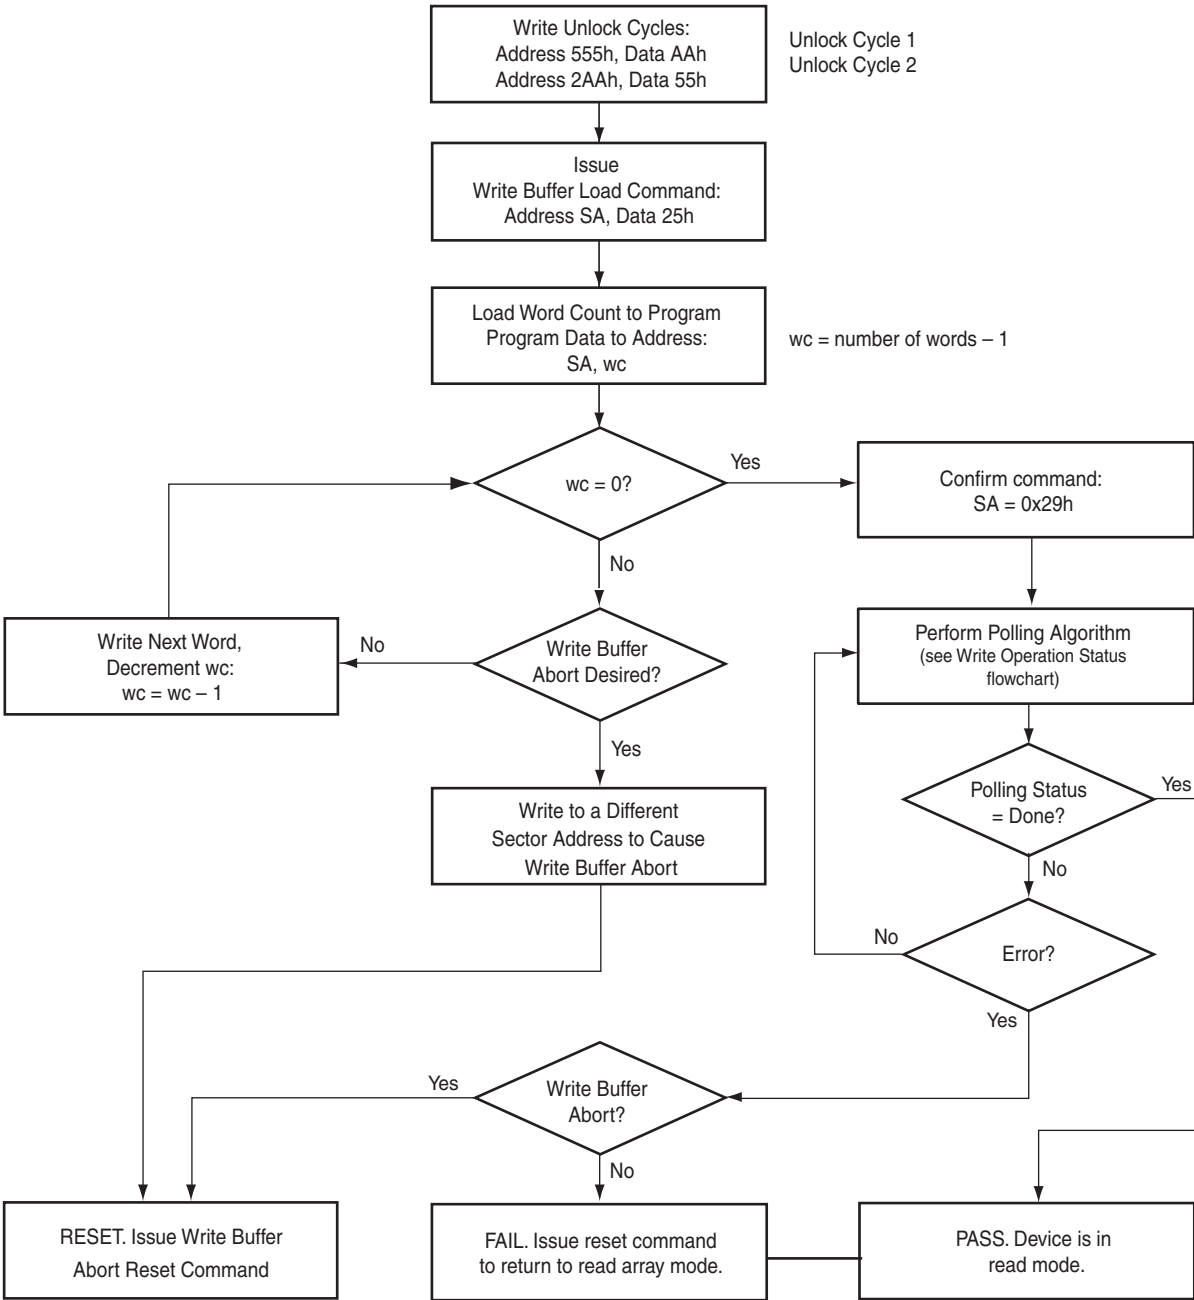 Write Unlock Cycles:
Address 555h, Data AAh
Address 2AAh, Data 55h
Unlock Cycle 1
Unlock Cycle 2
Issue
Write Buffer Load Command:
Address SA, Data 25h
Load Word Count to Program
Program Data to Address:
SA, wc
wc = number of words – 1
wc = 0?
Yes
Confirm command:
SA = 0x29h
No
Write Next Word,
Decrement wc:
wc = wc – 1
No
Write Buffer
Abort Desired?
Perform Polling Algorithm
(see Write Operation Status
flowchart)
Yes
Write to a Different
Sector Address to Cause
Write Buffer Abort
Polling Status
= Done?
Yes
No
Error?
No
Yes
Write Buffer
Abort?
Yes
No
RESET. Issue Write Buffer
Abort Reset Command
FAIL. Issue reset command
to return to read array mode.
PASS. Device is in
read mode.